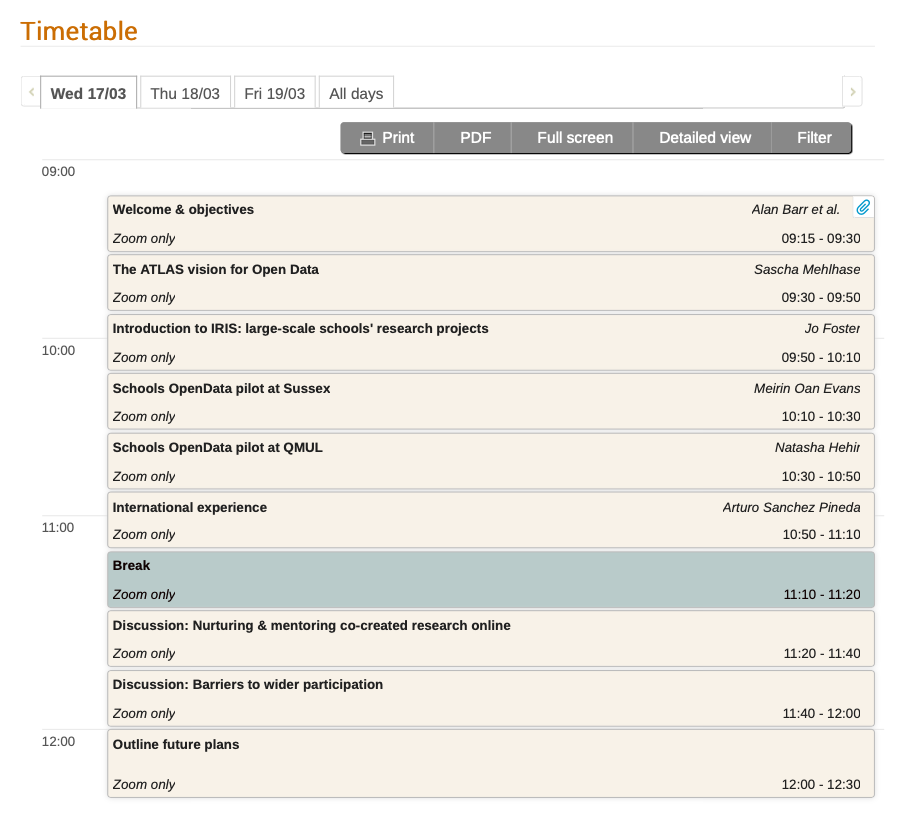 Timetable
Wed 17/03 Thu 18/03 Fri 19/03 All days
Print PDF Full screen Detailed view Filter
09:00
Welcome & objectives Alan Barr et al.
Zoom only 09:15 - 09:30
The ATLAS vision for Open Data Sascha Mehlhase
Zoom only 09:30 - 09:50
Introduction to IRIS: large-scale schools' research projects Jo Foster
10:00
Zoom only 09:50 - 10:10
Schools OpenData pilot at Sussex Meirin Oan Evans
Zoom only 10:10 - 10:30
Schools OpenData pilot at QMUL Natasha Hehir
Zoom only 10:30 - 10:50
International experience Arturo Sanchez Pineda
11:00
Zoom only 10:50 - 11:10
Break
Zoom only 11:10 - 11:20
Discussion: Nurturing & mentoring co-created research online
Zoom only 11:20 - 11:40
Discussion: Barriers to wider participation
Zoom only 11:40 - 12:00
12:00
Outline future plans
Zoom only 12:00 - 12:30